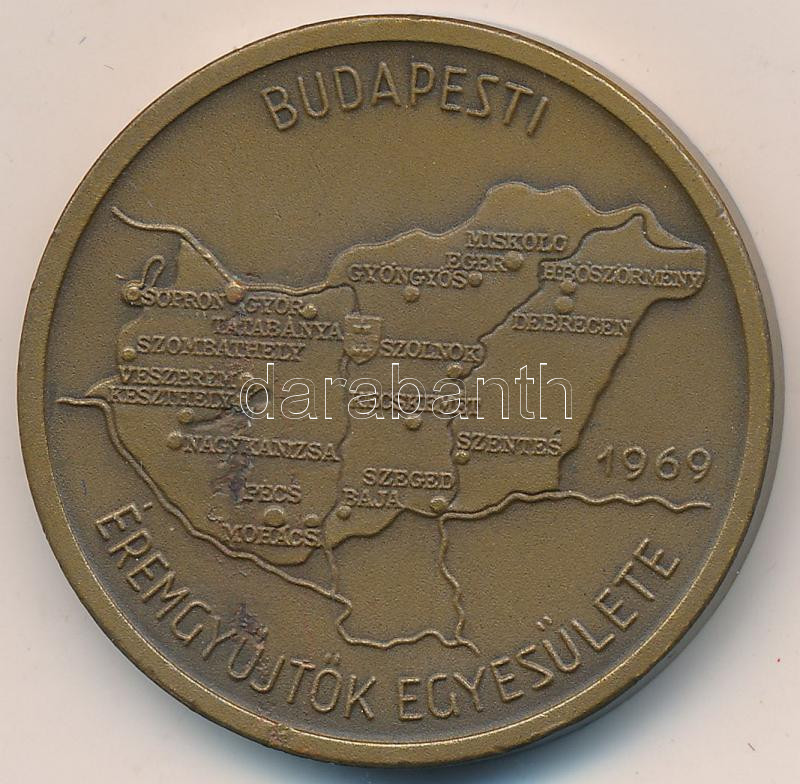 BUDAPESTI
MISKOLC
EGER
GYÖNGYÖS
H.BÖSZÖRMÉNY
SOPRON
GYŐR
TATABÁNYA
DEBRECEN
SZOMBATHELY
SZOLNOK
VESZPRÉM
KESZTHELY
KECSKEMÉT
darabanth
NAGYKANIZSA
SZENTES
1969
SZEGED
PÉCS
BAJA
MOHÁCS
ÉREMGYŰJTŐK EGYESÜLETE